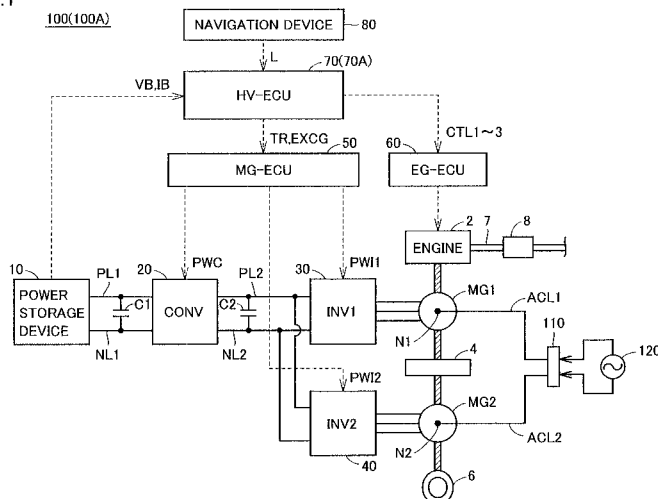 .1
100(100A)
NAVIGATION DEVICE
80
L
70(70A)
VB,IB
HV-ECU
TR,EXCG
50
CTL1~3
60
MG-ECU
EG-ECU
2
7
8
ENGINE
10
PL1
20
PWC
PL2
30
PWI1
MG1
ACL1
POWER
STORAGE
DEVICE
C1
CONV
C2
INV1
110
NL1
NL2
N1
120
4
PWI2
MG2
INV2
N2
ACL2
40
6